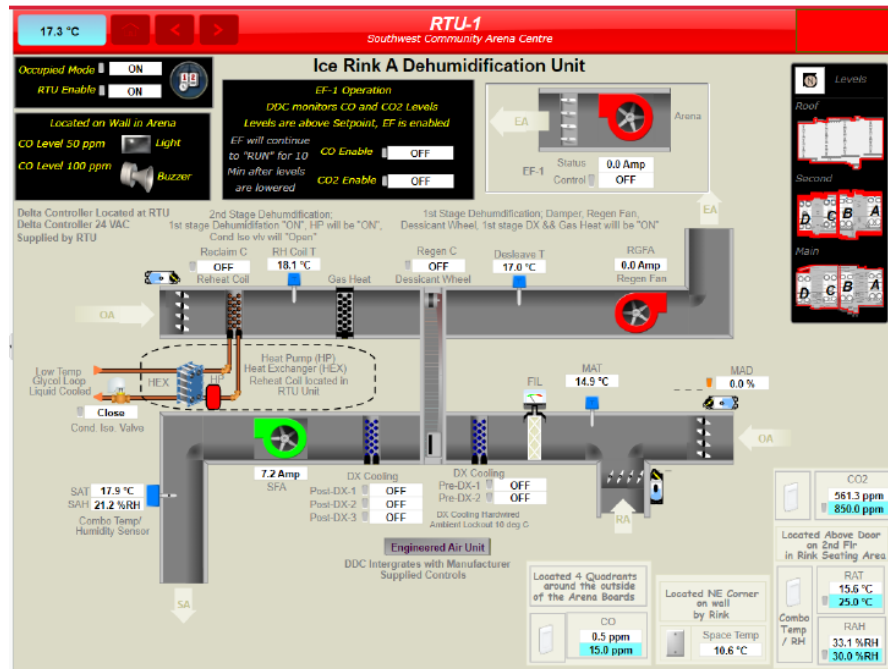 17.3 °C
RTU-1
Southwest Community Arena Centre
Ice Rink A Dehumidification Unit
Occupied Mode ON
RTU Enable ON
Located on Wall in Arena
CO Level 50 ppm Light
CO Level 100 ppm
Buzzer
EF-1 Operation
DDC monitors CO and CO2 Levels
Levels are above Setpoint, EF is enabled
EF will continue
to "RUN" for 10
Min after levels
are lowered
CO Enable OFF
CO2 Enable OFF
EA
Arena
EF-1
Status 0.0 Amp
Control OFF
EA
Levels
Roof
Second
D C B A
Main
D C B A
Delta Controller Located at RTU
Delta Controller 24 VAC
Supplied by RTU
2nd Stage Dehumdification;
1st stage Dehumidifation "ON", HP will be "ON",
Cond Iso vlv will "Open"
1st Stage Dehumdification; Damper, Regen Fan,
Dessicant Wheel, 1st stage DX && Gas Heat will be "ON"
Reclaim C
OFF
Reheat Coil
RH Coil T
18.1 °C
Gas Heat
Regen C
OFF
Dessicant Wheel
17.0 °C
RGFA
0.0 Amp
Regen Fan
OA
Low Temp
Glycol Loop
Liquid Cooled
HEX
HP
Heat Pump (HP)
Heat Exchanger (HEX)
Reheat Coil located in
RTU Unit
Close
Cond. Iso. Valve
FIL
MAT
14.9 °C
MAD
0.0 %
OA
RA
7.2 Amp
SFA
DX Cooling
Post-DX-1 OFF
Post-DX-2 OFF
Post-DX-3 OFF
DX Cooling
Pre-DX-1 OFF
Pre-DX-2 OFF
DX Cooling Hardwired
Ambient Lockout 10 deg C
SAT 17.9 °C
SAH 21.2 %RH
Combo Temp/
Humidity Sensor
SA
Engineered Air Unit
DDC Intergrates with Manufacturer
Supplied Controls
Located 4 Quadrants
around the outside
of the Arena Boards
CO
0.5 ppm
15.0 ppm
Located NE Corner
on wall
by Rink
Space Temp
10.6 °C
CO2
561.3 ppm
850.0 ppm
Located Above Door
on 2nd Flr
in Rink Seating Area
Combo
Temp
/ RH
RAT
15.6 °C
25.0 °C
RAH
33.1 %RH
30.0 %RH